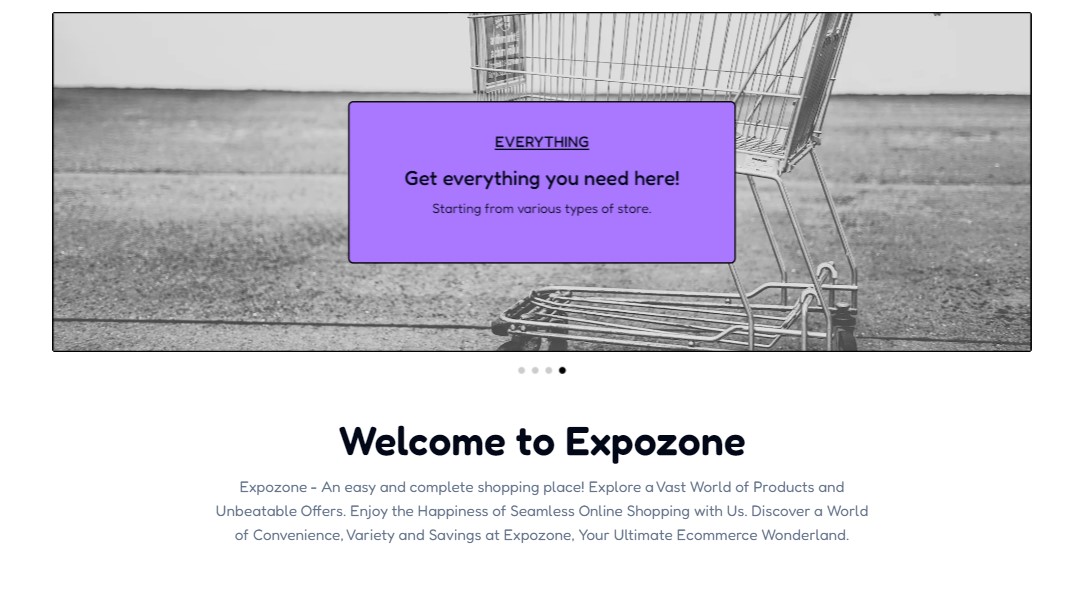 EVERYTHING
Get everything you need here!
Starting from various types of store.
Welcome to Expozone
Expozone - An easy and complete shopping place! Explore a Vast World of Products and
Unbeatable Offers. Enjoy the Happiness of Seamless Online Shopping with Us. Discover a World
of Convenience, Variety and Savings at Expozone, Your Ultimate Ecommerce Wonderland.